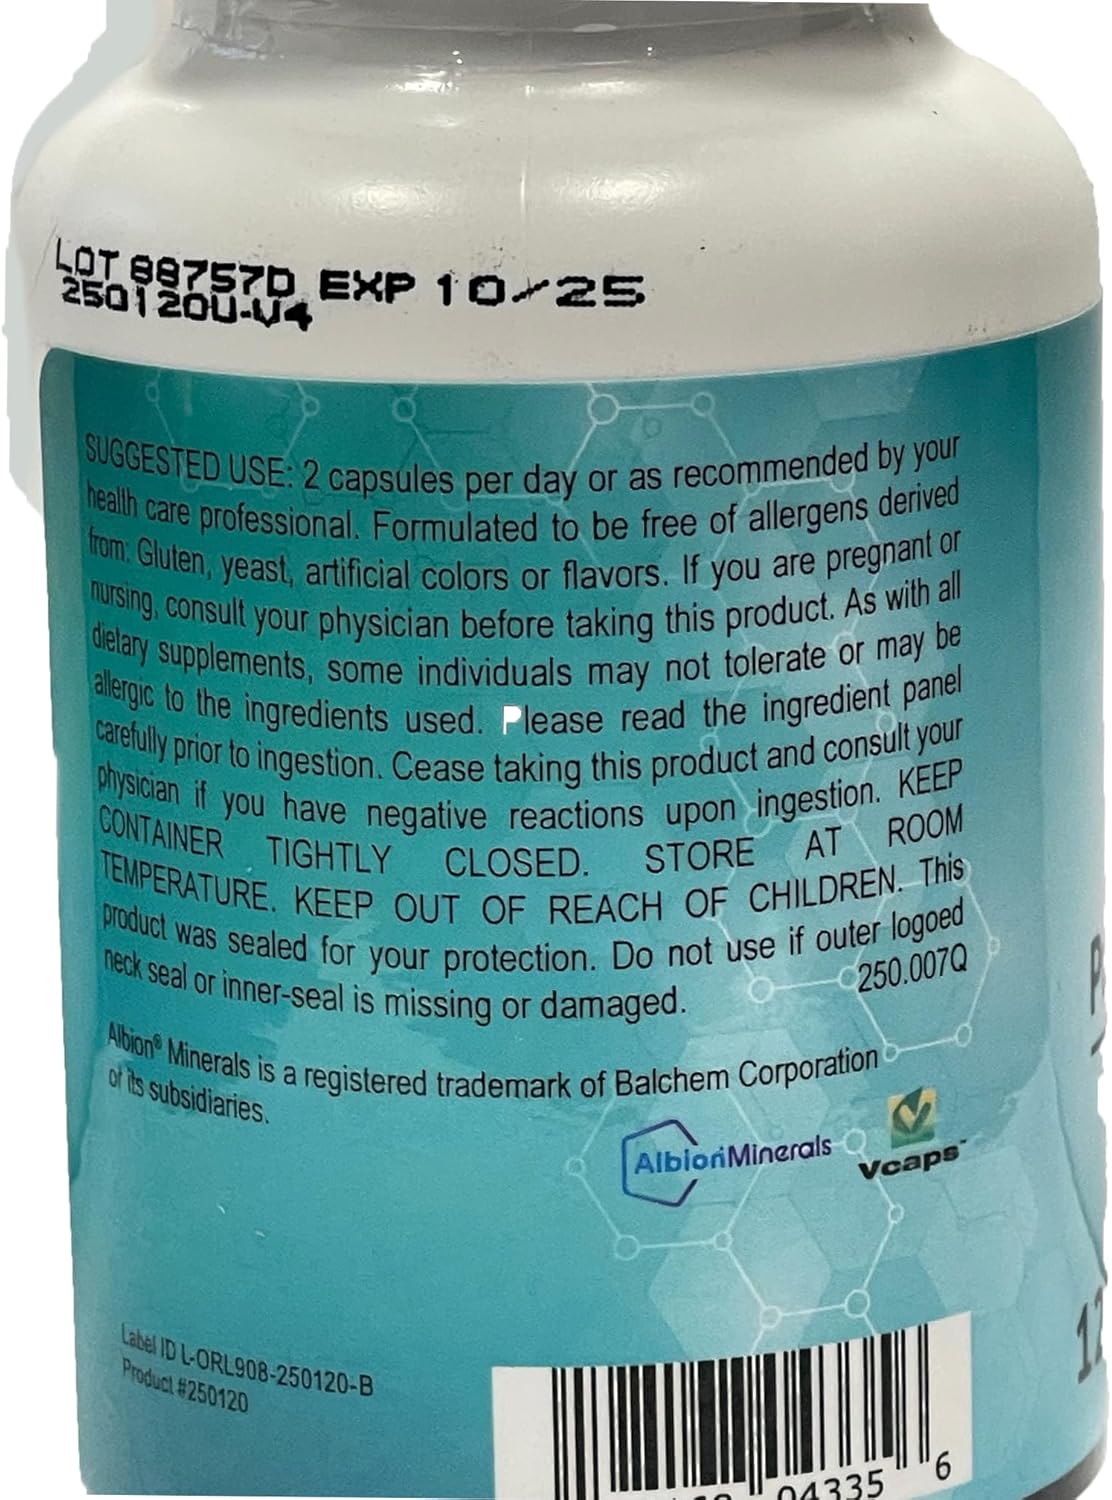 LOT 88757D EXP 10/25
250120U-V4
SUGGESTED USE: 2 capsules per day or as recommended by your
health care professional. Formulated to be free of allergens derived
from: Gluten, yeast, artificial colors or flavors. If you are pregnant or
nursing, consult your physician before taking this product. As with all
dietary supplements, some individuals may not tolerate or may be
allergic to the ingredients used. Please read the ingredient panel
carefully prior to ingestion. Cease taking this product and consult your
physician if you have negative reactions upon ingestion. KEEP
CONTAINER TIGHTLY CLOSED. STORE AT ROOM
TEMPERATURE. KEEP OUT OF REACH OF CHILDREN. This
product was sealed for your protection. Do not use if outer logoed
neck seal or inner-seal is missing or damaged. 250.007Q
Albion® Minerals is a registered trademark of Balchem Corporation
or its subsidiaries.
AlbionMinerals
Vcaps™
Label ID L-ORL908-250120-B
Product #250120
04335 6